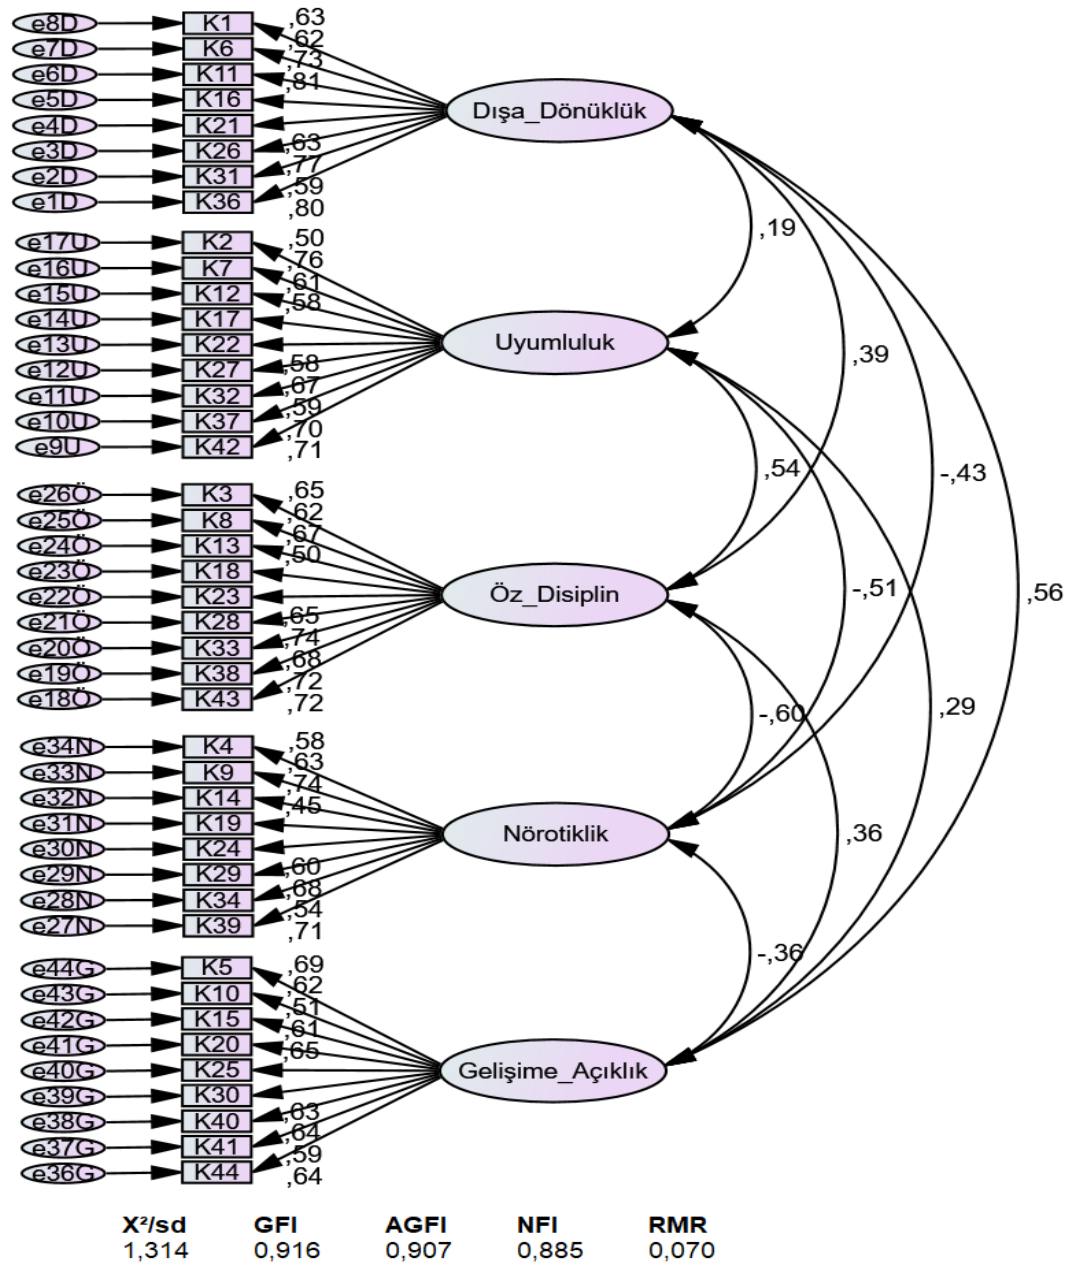 e8D K1 ,63
e7D K6 ,62
e6D K11 ,73
e5D K16 ,81
e4D K21
e3D K26 ,63
e2D K31 ,77
e1D K36 ,59
,80
Dışa_Dönüklük
e17U K2 ,50
e16U K7 ,76
e15U K12 ,61
e14U K17 ,58
e13U K22
e12U K27 ,58
e11U K32 ,67
e10U K37 ,59
,70
e9U K42 ,71
Uyumluluk
e26Ö K3 ,65
e25Ö K8 ,62
e24Ö K13 ,67
e23Ö K18 ,50
e22Ö K23
e21Ö K28 ,65
e20Ö K33 ,74
e19Ö K38 ,68
,72
e18Ö K43 ,72
Öz_Disiplin
e34N K4 ,58
e33N K9 ,63
e32N K14 ,74
e31N K19 ,45
e30N K24
e29N K29 ,60
e28N K34 ,68
,54
e27N K39 ,71
Nörotiklik
e44G K5 ,69
e43G K10 ,62
e42G K15 ,51
,61
e41G K20 ,65
e40G K25
e39G K30
e38G K40 ,63
e37G K41 ,64
,59
e36G K44 ,64
Gelişime_Açıklık
,19
,39
,54
-,43
-,51
,56
,29
-,60
,36
-,36
X²/sd GFI AGFI NFI RMR
1,314 0,916 0,907 0,885 0,070